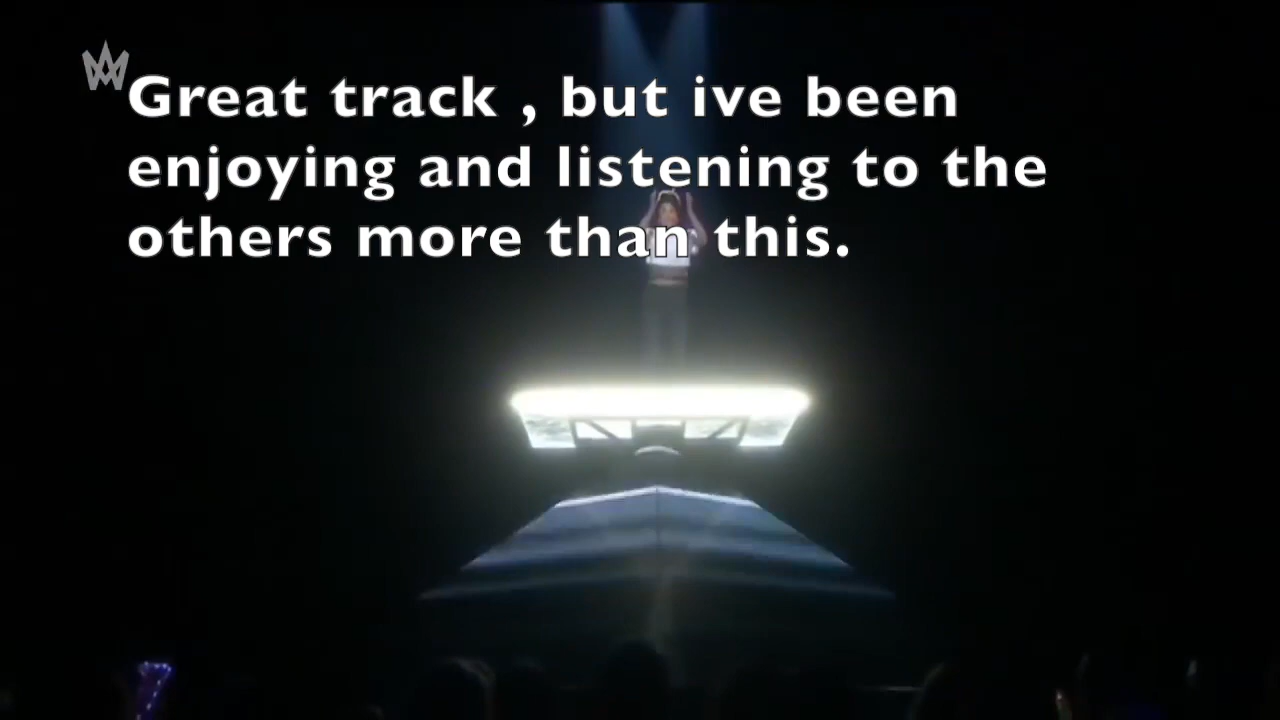 Great track , but ive been
enjoying and listening to the
others more than this.